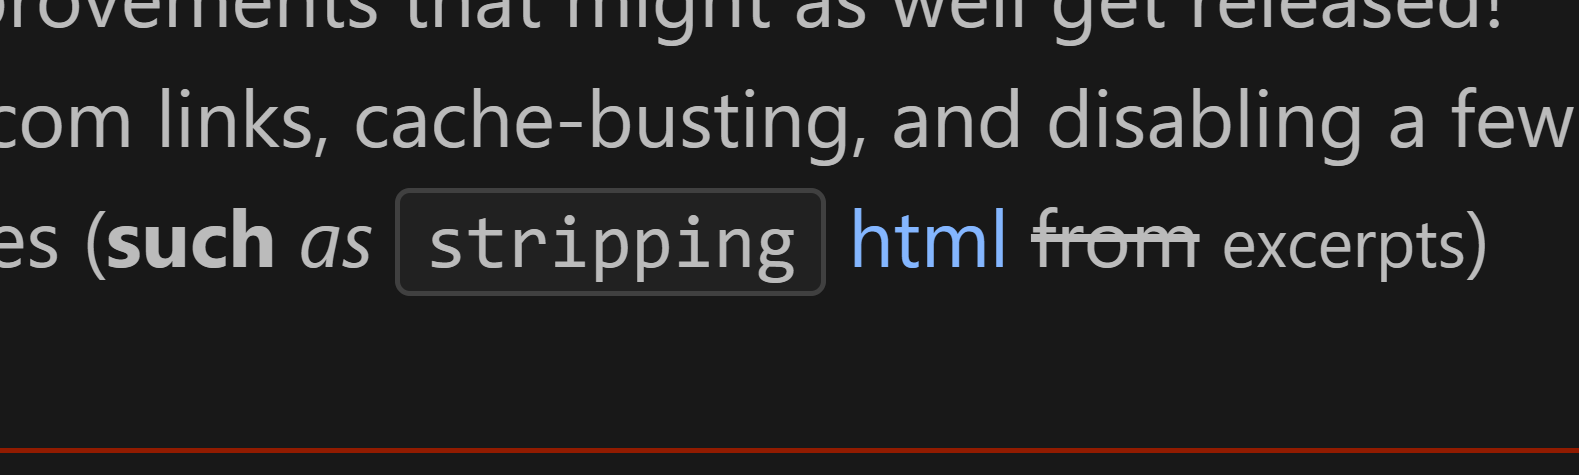 provements that might as well get released!
com links, cache-busting, and disabling a few
es (such as stripping html from excerpts)